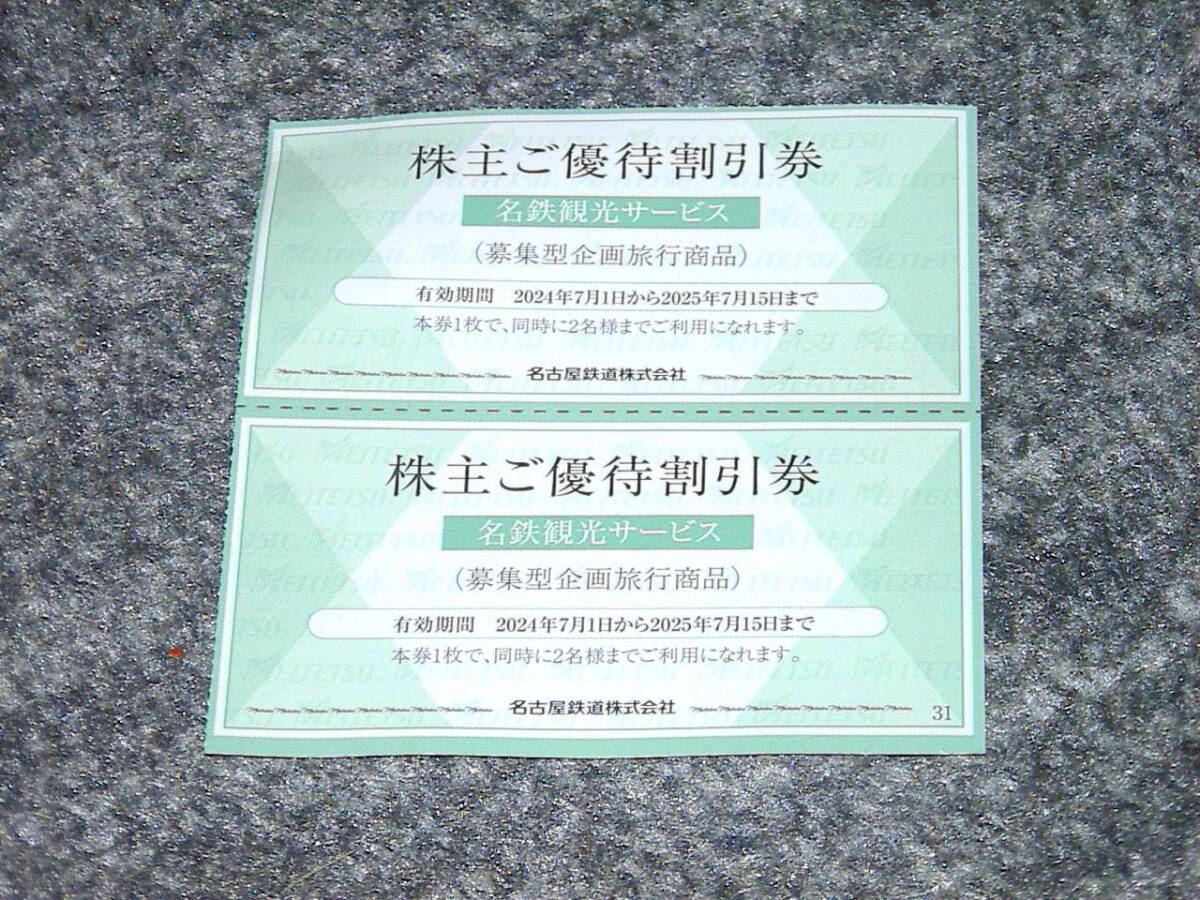 株主ご優待割引券
名鉄観光サービス
（募集型企画旅行商品）
有効期間　2024年7月1日から2025年7月15日まで
本券1枚で、同時に2名様までご利用になれます。
名古屋鉄道株式会社
株主ご優待割引券
名鉄観光サービス
（募集型企画旅行商品）
有効期間　2024年7月1日から2025年7月15日まで
本券1枚で、同時に2名様までご利用になれます。
名古屋鉄道株式会社
31